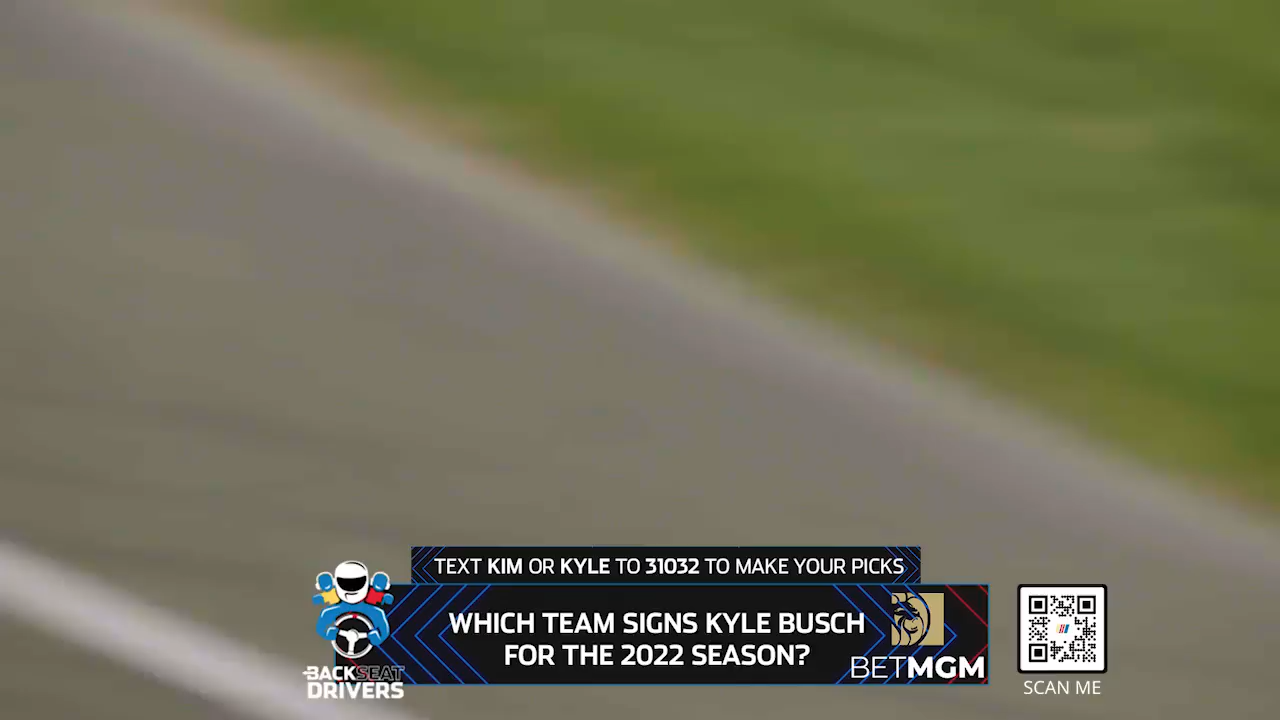 TEXT KIM OR KYLE TO 31032 TO MAKE YOUR PICKS
WHICH TEAM SIGNS KYLE BUSCH
FOR THE 2022 SEASON?
BETMGM
BACKSEAT
DRIVERS
SCAN ME